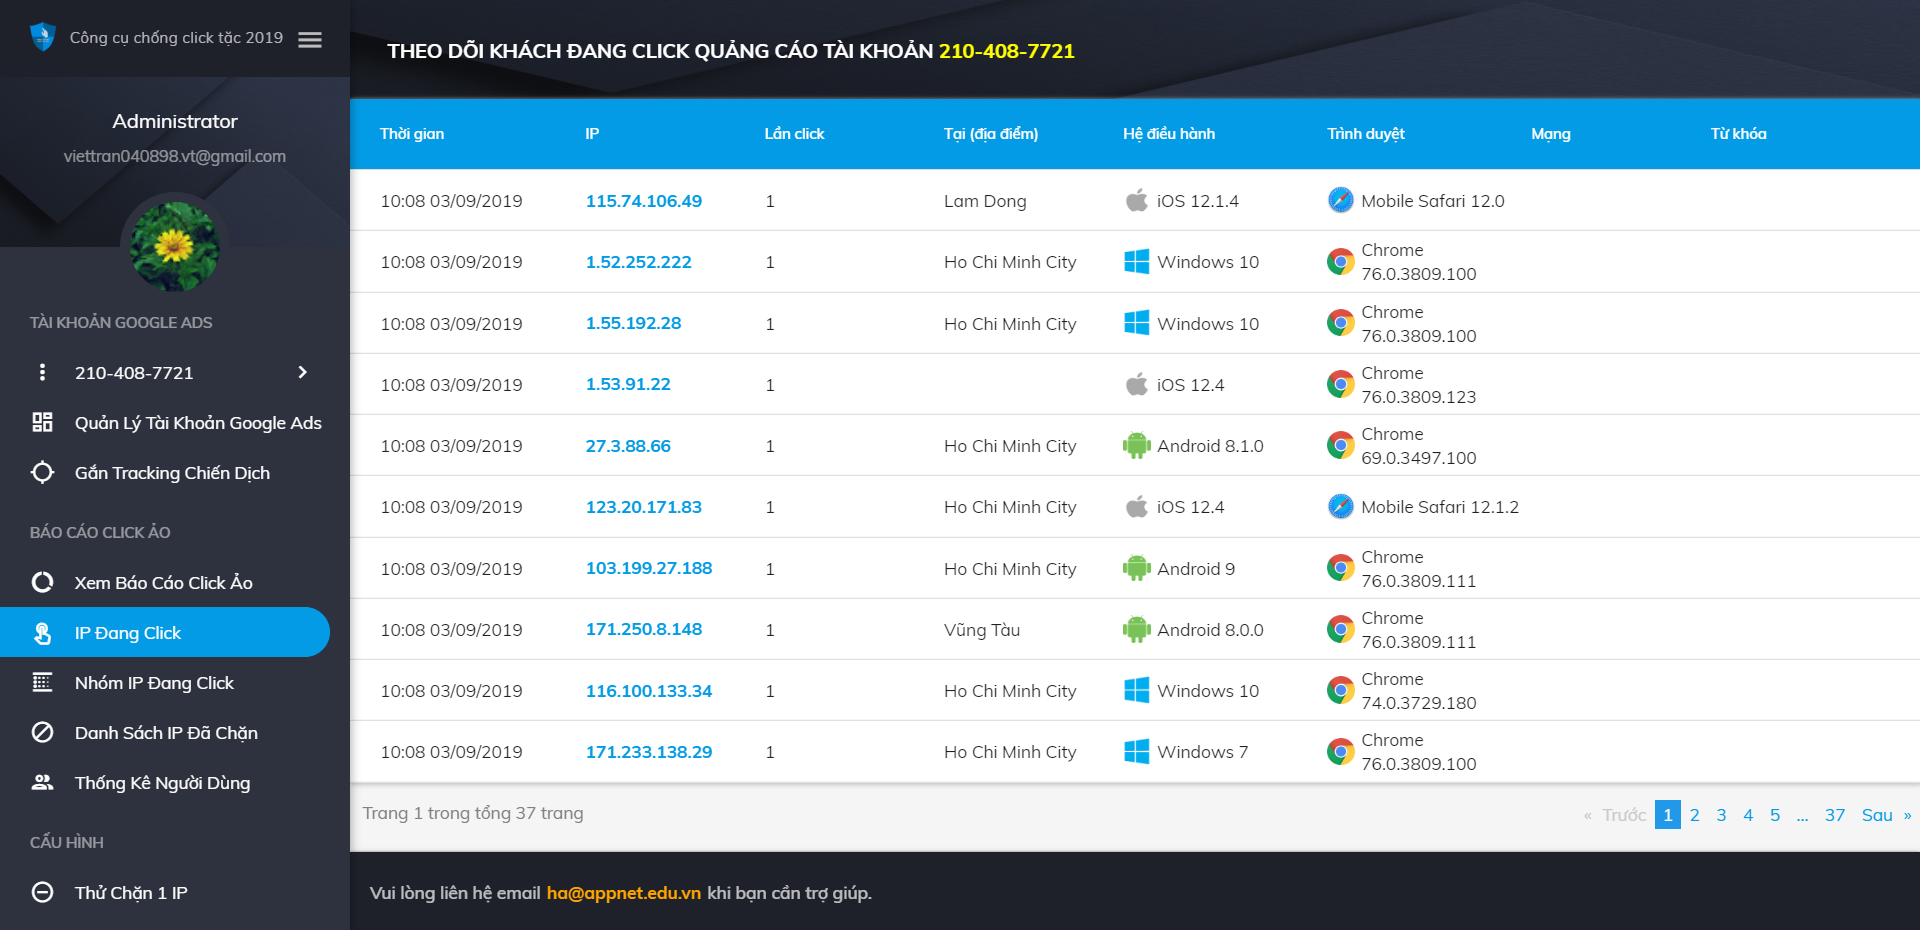 Công cụ chống click tặc 2019
Administrator
viettran040898.vt@gmail.com
TÀI KHOẢN GOOGLE ADS
210-408-7721
Quản Lý Tài Khoản Google Ads
Gắn Tracking Chiến Dịch
BÁO CÁO CLICK ẢO
Xem Báo Cáo Click Ảo
IP Đang Click
Nhóm IP Đang Click
Danh Sách IP Đã Chặn
Thống Kê Người Dùng
CẤU HÌNH
Thử Chặn 1 IP
THEO DÕI KHÁCH ĐANG CLICK QUẢNG CÁO TÀI KHOẢN 210-408-7721
Thời gian IP Lần click Tại (địa điểm) Hệ điều hành Trình duyệt Mạng Từ khóa
10:08 03/09/2019 115.74.106.49 1 Lam Dong iOS 12.1.4 Mobile Safari 12.0
10:08 03/09/2019 1.52.252.222 1 Ho Chi Minh City Windows 10 Chrome
76.0.3809.100
10:08 03/09/2019 1.55.192.28 1 Ho Chi Minh City Windows 10 Chrome
76.0.3809.100
10:08 03/09/2019 1.53.91.22 1 iOS 12.4 Chrome
76.0.3809.123
10:08 03/09/2019 27.3.88.66 1 Ho Chi Minh City Android 8.1.0 Chrome
69.0.3497.100
10:08 03/09/2019 123.20.171.83 1 Ho Chi Minh City iOS 12.4 Mobile Safari 12.1.2
10:08 03/09/2019 103.199.27.188 1 Ho Chi Minh City Android 9 Chrome
76.0.3809.111
10:08 03/09/2019 171.250.8.148 1 Vũng Tàu Android 8.0.0 Chrome
76.0.3809.111
10:08 03/09/2019 116.100.133.34 1 Ho Chi Minh City Windows 10 Chrome
74.0.3729.180
10:08 03/09/2019 171.233.138.29 1 Ho Chi Minh City Windows 7 Chrome
76.0.3809.100
Trang 1 trong tổng 37 trang
« Trước 1 2 3 4 5 ... 37 Sau »
Vui lòng liên hệ email ha@appnet.edu.vn khi bạn cần trợ giúp.